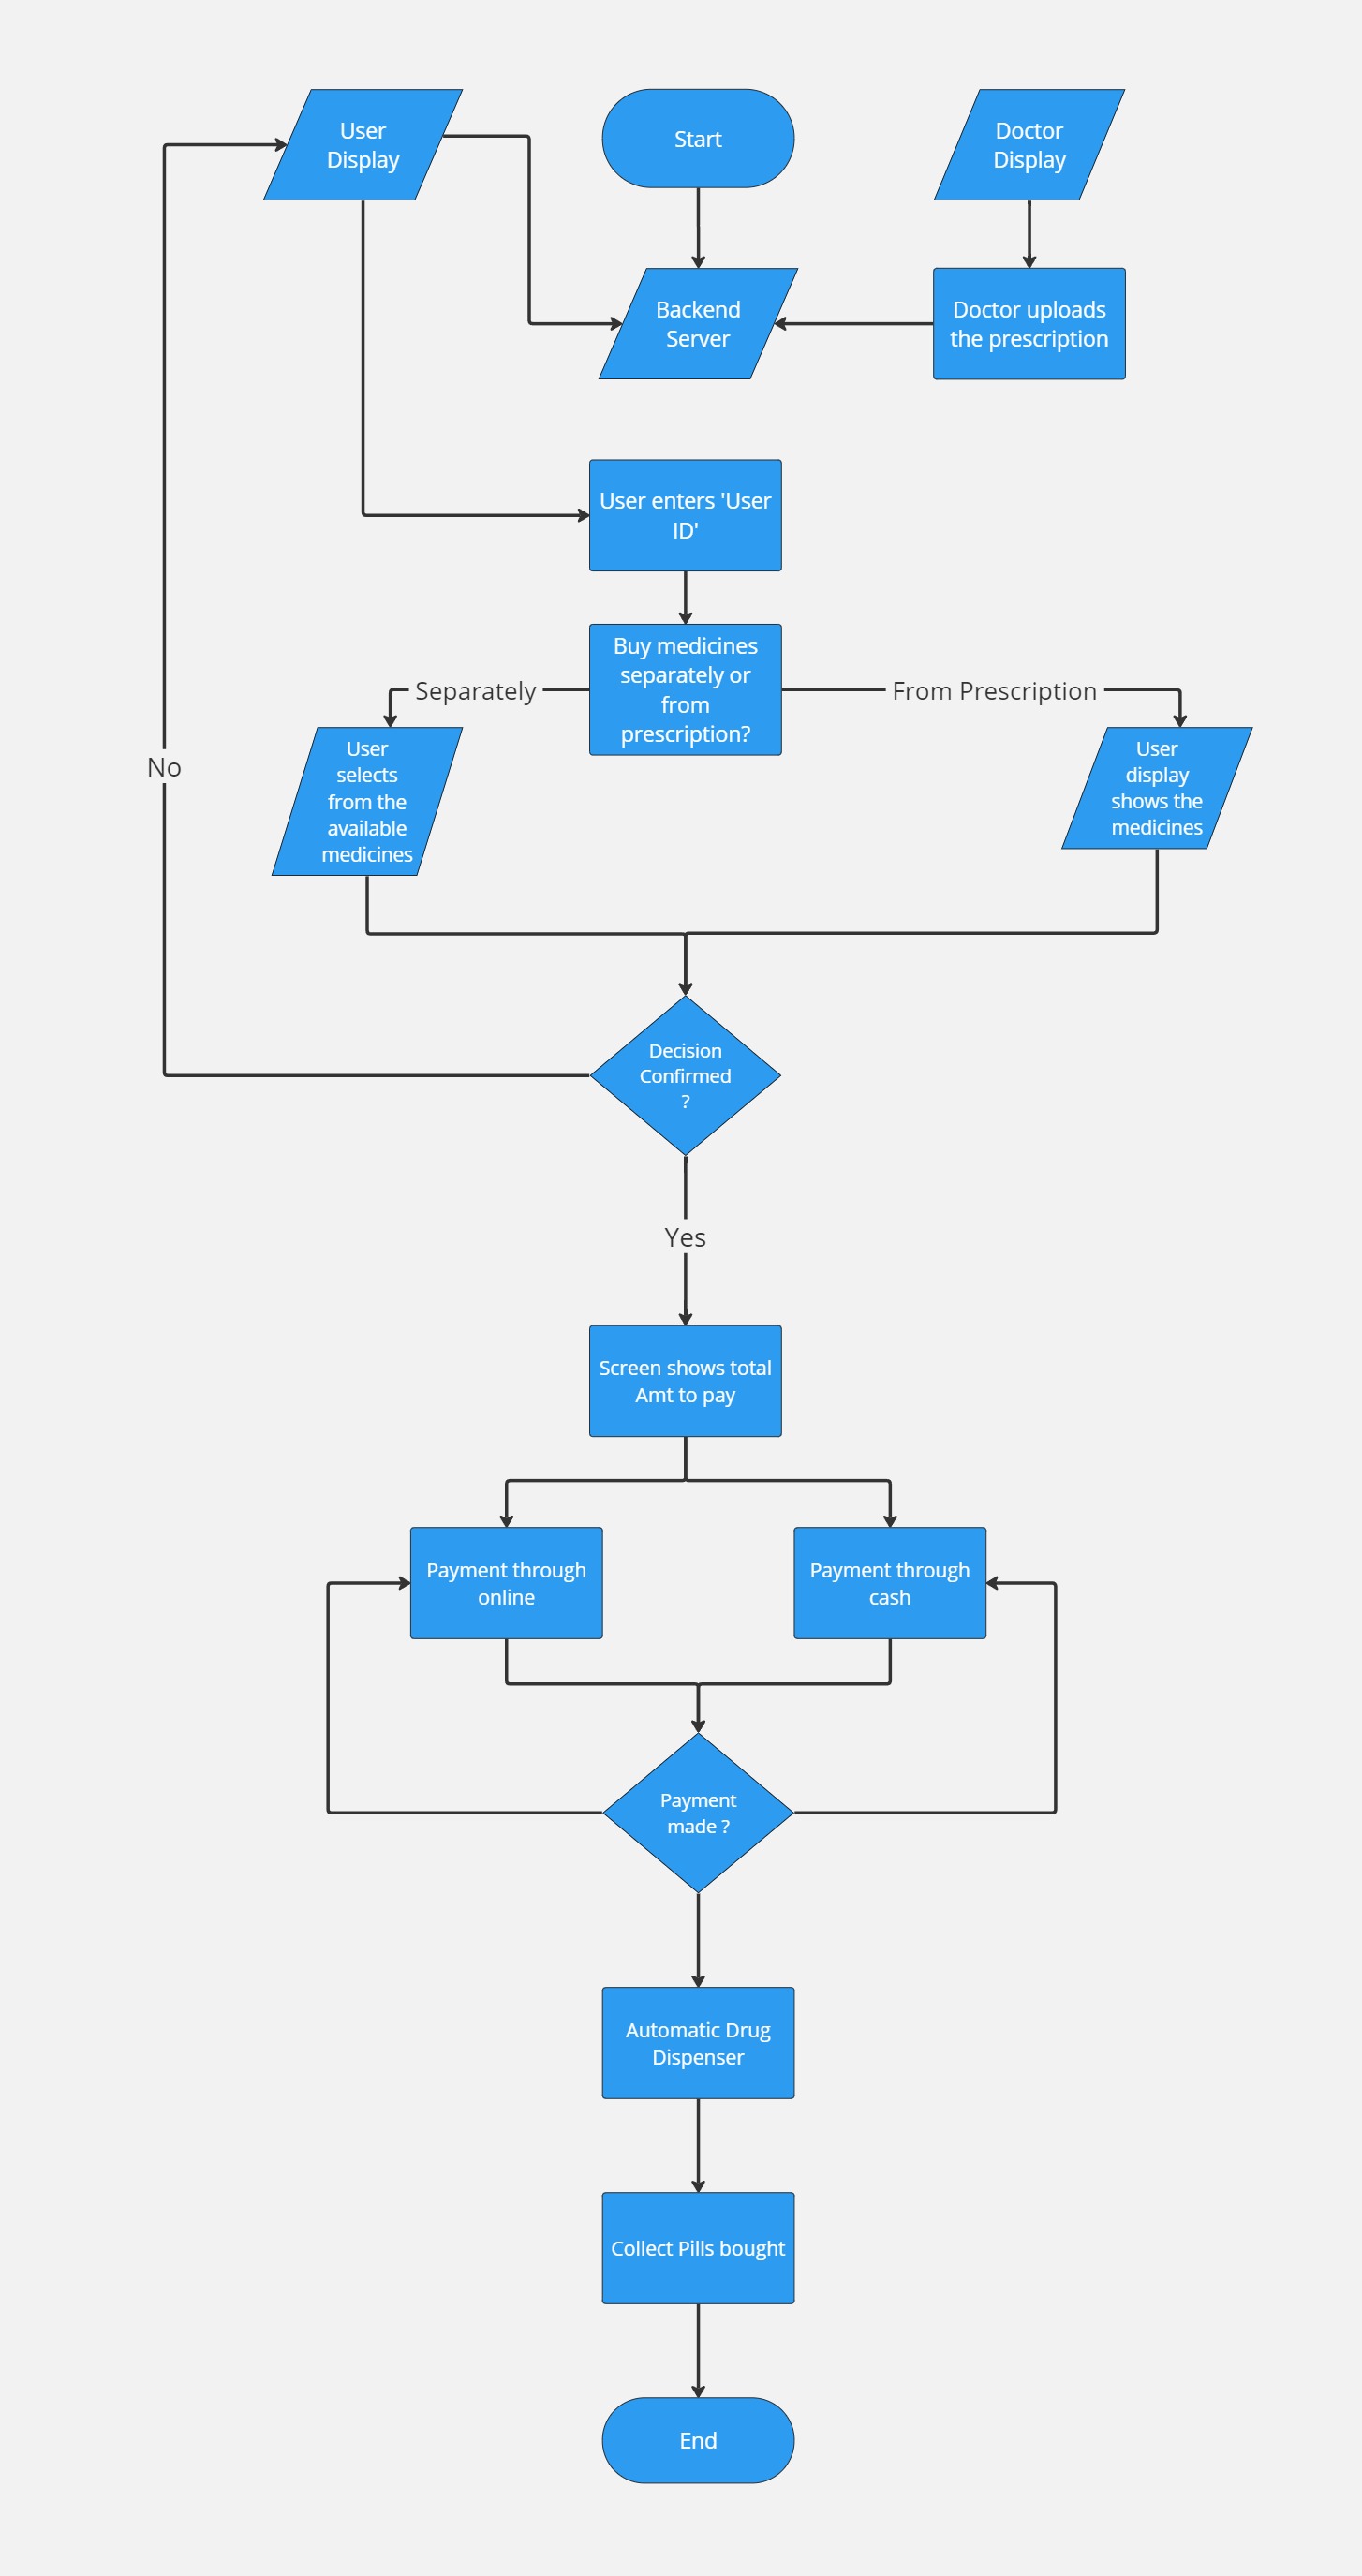 User
Display
Start
Doctor
Display
Backend
Server
Doctor uploads
the prescription
User enters 'User
ID'
Buy medicines
separately or
from
prescription?
Separately
From Prescription
User
selects
from the
available
medicines
User
display
shows the
medicines
No
Decision
Confirmed
?
Yes
Screen shows total
Amt to pay
Payment through
online
Payment through
cash
Payment
made ?
Automatic Drug
Dispenser
Collect Pills bought
End